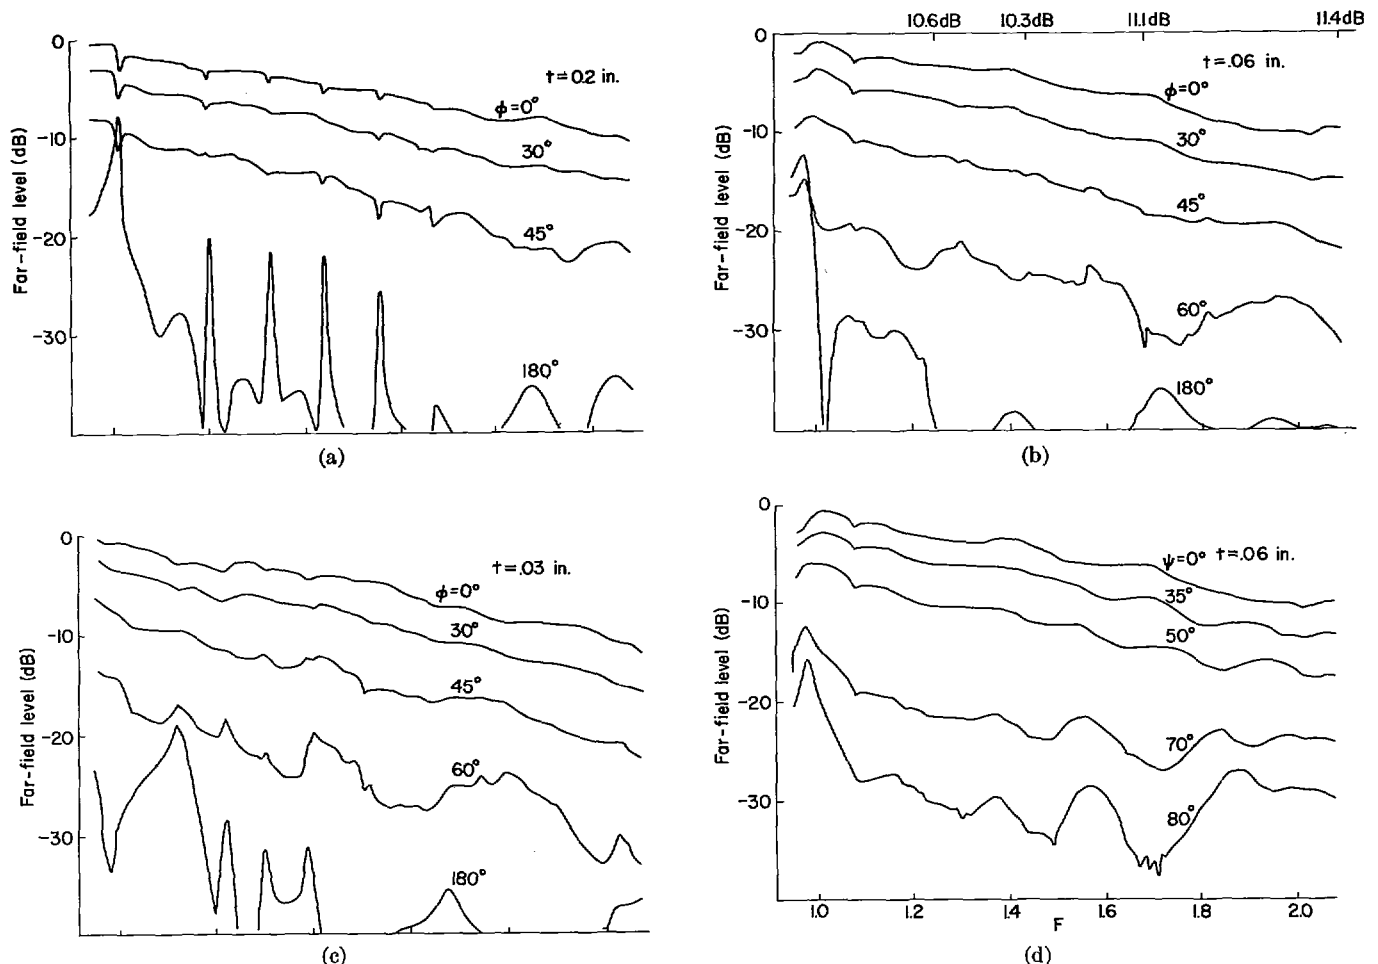 0
-10
-20
-30
Far-field level (dB)
t=0.2 in.
ϕ=0°
30°
45°
180°
(a)
10.6dB 10.3dB 11.1dB 11.4dB
0
-10
-20
-30
Far-field level (dB)
t=.06 in.
ϕ=0°
30°
45°
60°
180°
(b)
0
-10
-20
-30
Far-field level (dB)
t=.03 in.
ϕ=0°
30°
45°
60°
180°
(c)
0
-10
-20
-30
Far-field level (dB)
ψ=0° t=.06 in.
35°
50°
70°
80°
1.0 1.2 1.4 1.6 1.8 2.0
F
(d)